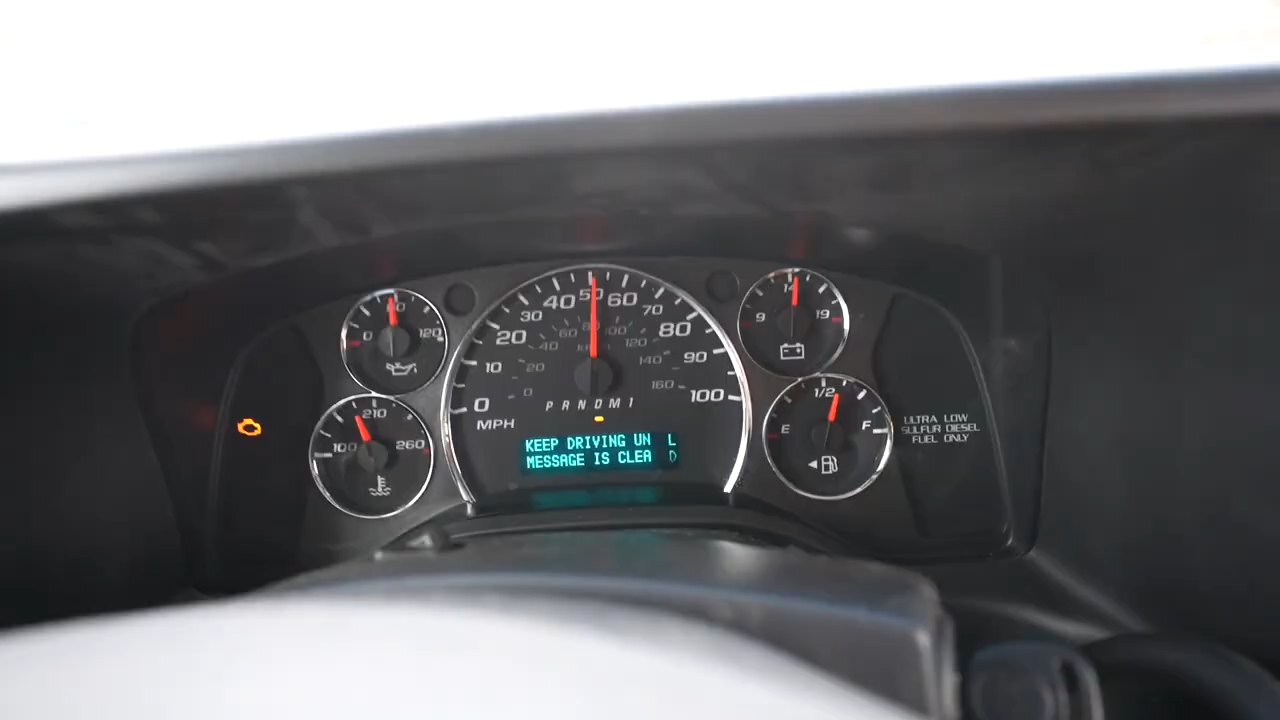 0 120
100 210 260
0 10 20 30 40 50 60 70 80 90 100
0 20 40 60 80 100 120 140 160
MPH
PRNDM1
KEEP DRIVING UN L
MESSAGE IS CLEA D
9 14 19
E 1/2 F
ULTRA LOW
SULFUR DIESEL
FUEL ONLY